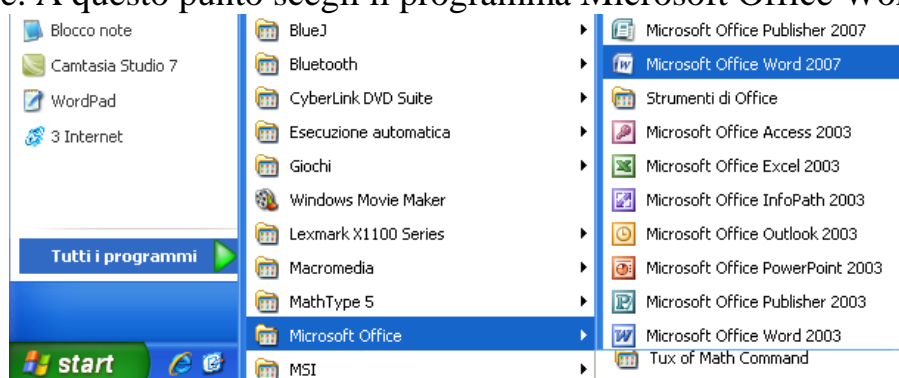 e. A questo punto scegli il programma Microsoft Office Wo
Blocco note
Camtasia Studio 7
WordPad
3 Internet
Tutti i programmi
start
BlueJ
Bluetooth
CyberLink DVD Suite
Esecuzione automatica
Giochi
Windows Movie Maker
Lexmark X1100 Series
Macromedia
MathType 5
Microsoft Office
MSI
Microsoft Office Publisher 2007
Microsoft Office Word 2007
Strumenti di Office
Microsoft Office Access 2003
Microsoft Office Excel 2003
Microsoft Office InfoPath 2003
Microsoft Office Outlook 2003
Microsoft Office PowerPoint 2003
Microsoft Office Publisher 2003
Microsoft Office Word 2003
Tux of Math Command